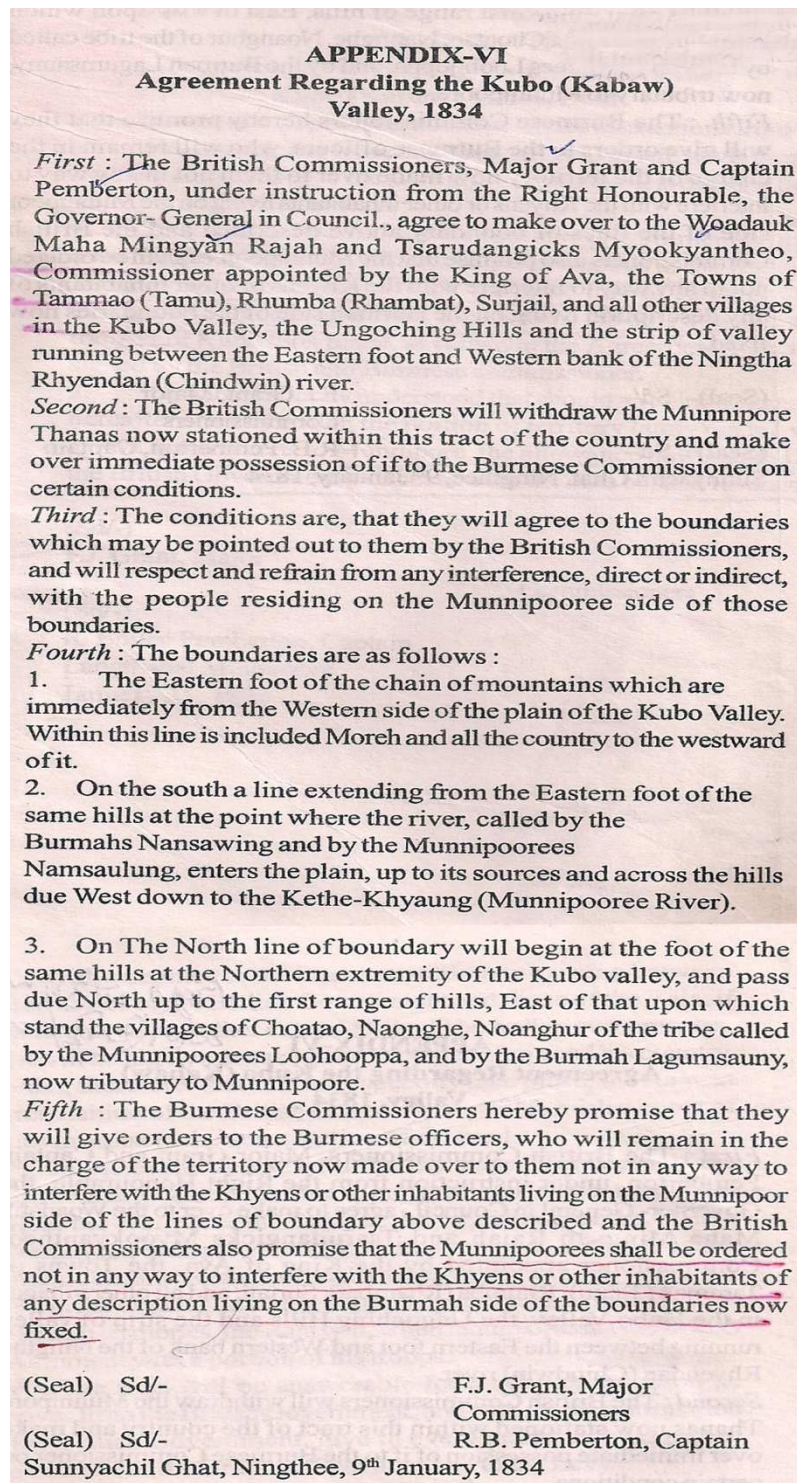 APPENDIX-VI
Agreement Regarding the Kubo (Kabaw)
Valley, 1834
First : The British Commissioners, Major Grant and Captain
Pemberton, under instruction from the Right Honourable, the
Governor- General in Council., agree to make over to the Woadauk
Maha Mingyan Rajah and Tsarudangicks Myookyantheo,
Commissioner appointed by the King of Ava, the Towns of
Tammao (Tamu), Rhumba (Rhambat), Surjail, and all other villages
in the Kubo Valley, the Ungoching Hills and the strip of valley
running between the Eastern foot and Western bank of the Ningtha
Rhyendan (Chindwin) river.
Second : The British Commissioners will withdraw the Munnipore
Thanas now stationed within this tract of the country and make
over immediate possession of if to the Burmese Commissioner on
certain conditions.
Third : The conditions are, that they will agree to the boundaries
which may be pointed out to them by the British Commissioners,
and will respect and refrain from any interference, direct or indirect,
with the people residing on the Munnipooree side of those
boundaries.
Fourth : The boundaries are as follows :
1. The Eastern foot of the chain of mountains which are
immediately from the Western side of the plain of the Kubo Valley.
Within this line is included Moreh and all the country to the westward
of it.
2. On the south a line extending from the Eastern foot of the
same hills at the point where the river, called by the
Burmahs Nansawing and by the Munnipoorees
Namsaulung, enters the plain, up to its sources and across the hills
due West down to the Kethe-Khyaung (Munnipooree River).
3. On The North line of boundary will begin at the foot of the
same hills at the Northern extremity of the Kubo valley, and pass
due North up to the first range of hills, East of that upon which
stand the villages of Choatao, Naonghe, Noanghur of the tribe called
by the Munnipoorees Loohooppa, and by the Burmah Lagumsauny,
now tributary to Munnipoore.
Fifth : The Burmese Commissioners hereby promise that they
will give orders to the Burmese officers, who will remain in the
charge of the territory now made over to them not in any way to
interfere with the Khyens or other inhabitants living on the Munnipoor
side of the lines of boundary above described and the British
Commissioners also promise that the Munnipoorees shall be ordered
not in any way to interfere with the Khyens or other inhabitants of
any description living on the Burmah side of the boundaries now
fixed.
(Seal) Sd/- F.J. Grant, Major
Commissioners
(Seal) Sd/- R.B. Pemberton, Captain
Sunnyachil Ghat, Ningthee, 9th January, 1834